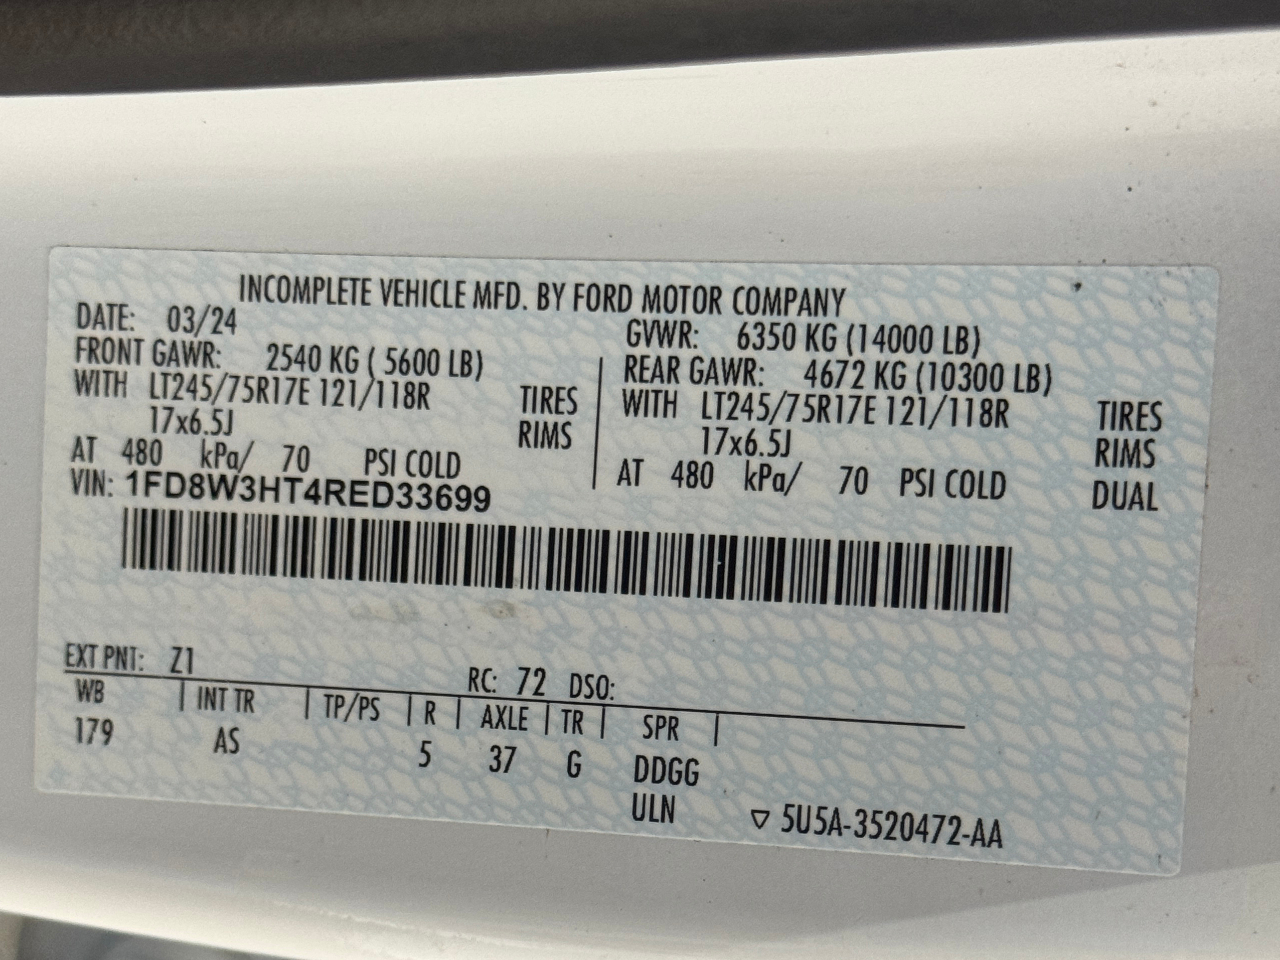 INCOMPLETE VEHICLE MFD. BY FORD MOTOR COMPANY
DATE: 03/24 GVWR: 6350 KG (14000 LB)
FRONT GAWR: 2540 KG ( 5600 LB) REAR GAWR: 4672 KG (10300 LB)
WITH LT245/75R17E 121/118R TIRES WITH LT245/75R17E 121/118R TIRES
17x6.5J RIMS 17x6.5J RIMS
AT 480 kPa/ 70 PSI COLD AT 480 kPa/ 70 PSI COLD DUAL
VIN: 1FD8W3HT4RED33699
EXT PNT: Z1 RC: 72 DSO:
WB INT TR TP/PS R AXLE TR SPR
179 AS 5 37 G DDGG
ULN ▽ 5U5A-3520472-AA